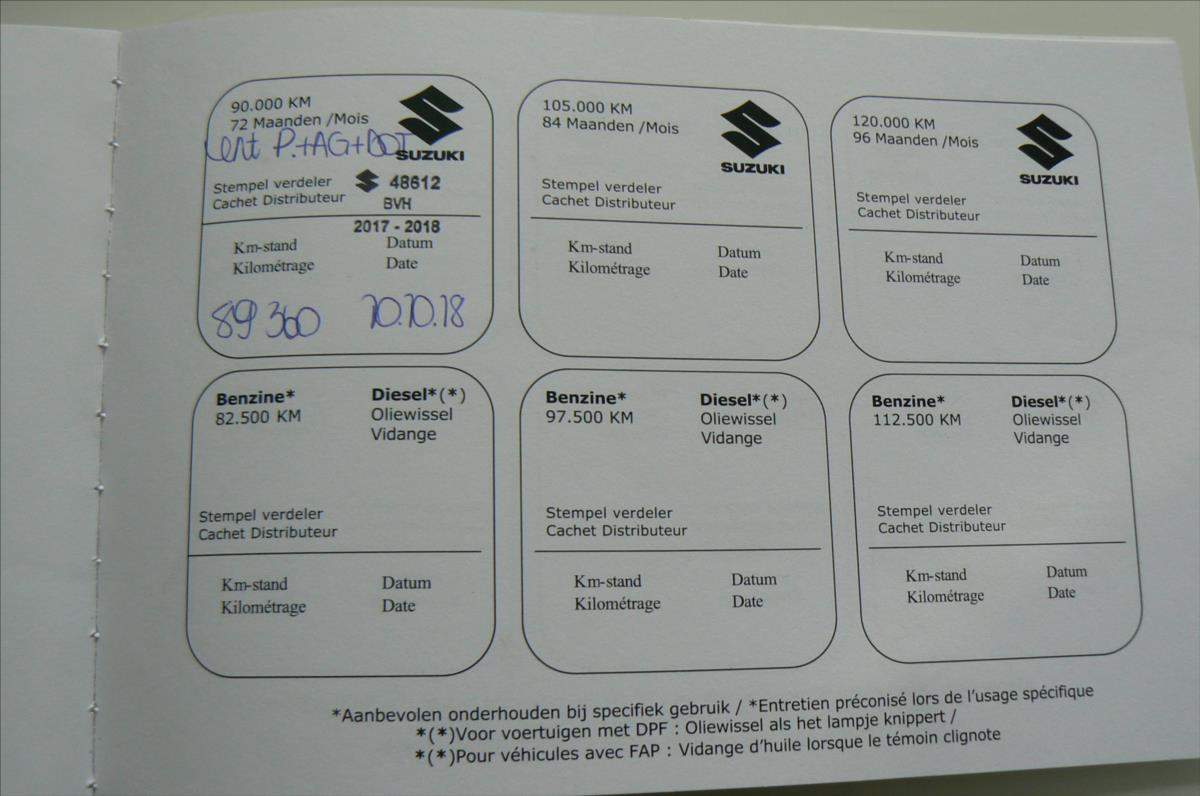 90.000 KM
72 Maanden /Mois
P.+AG+DOT
SUZUKI
Stempel verdeler
Cachet Distributeur
48612
BVH
2017 - 2018
Km-stand Datum
Kilométrage Date
89 360 10.10.18
105.000 KM
84 Maanden /Mois
SUZUKI
Stempel verdeler
Cachet Distributeur
Km-stand Datum
Kilométrage Date
120.000 KM
96 Maanden /Mois
SUZUKI
Stempel verdeler
Cachet Distributeur
Km-stand Datum
Kilométrage Date
Benzine* Diesel*(*)
82.500 KM Oliewissel
Vidange
Stempel verdeler
Cachet Distributeur
Km-stand Datum
Kilométrage Date
Benzine* Diesel*(*)
97.500 KM Oliewissel
Vidange
Stempel verdeler
Cachet Distributeur
Km-stand Datum
Kilométrage Date
Benzine* Diesel*(*)
112.500 KM Oliewissel
Vidange
Stempel verdeler
Cachet Distributeur
Km-stand Datum
Kilométrage Date
*Aanbevolen onderhouden bij specifiek gebruik / *Entretien préconisé lors de l'usage spécifique
*(*)Voor voertuigen met DPF : Oliewissel als het lampje knippert /
*(*)Pour véhicules avec FAP : Vidange d'huile lorsque le témoin clignote